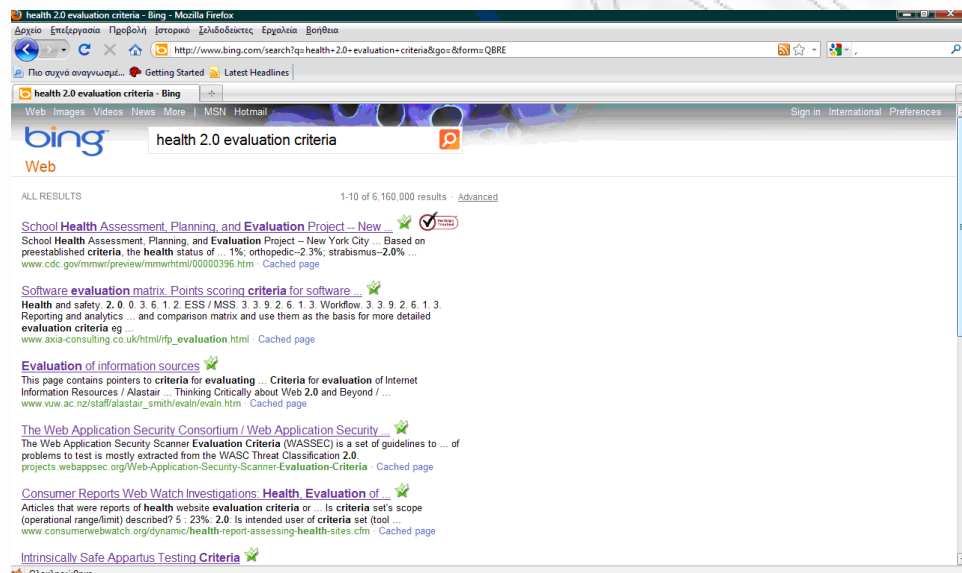 health 2.0 evaluation criteria - Bing - Mozilla Firefox
Αρχείο Επεξεργασία Προβολή Ιστορικό Σελιδοδείκτες Εργαλεία Βοήθεια
http://www.bing.com/search?q=health+2.0+evaluation+criteria&go=&form=QBRE
Πιο συχνά αναγνωσμέ... Getting Started Latest Headlines
health 2.0 evaluation criteria - Bing
Web Images Videos News More | MSN Hotmail Sign in International Preferences
bing health 2.0 evaluation criteria
Web
ALL RESULTS 1-10 of 6,160,000 results · Advanced
School Health Assessment, Planning, and Evaluation Project -- New ...
School Health Assessment, Planning, and Evaluation Project -- New York City ... Based on
preestablished criteria, the health status of ... 1%; orthopedic--2.3%; strabismus--2.0% ...
www.cdc.gov/mmwr/preview/mmwrhtml/00000396.htm · Cached page
Software evaluation matrix. Points scoring criteria for software ...
Health and safety. 2. 0. 0. 3. 6. 1. 2. ESS / MSS. 3. 3. 9. 2. 6. 1. 3. Workflow. 3. 3. 9. 2. 6. 1. 3.
Reporting and analytics ... and comparison matrix and use them as the basis for more detailed
evaluation criteria eg ...
www.axia-consulting.co.uk/html/rfp_evaluation.html · Cached page
Evaluation of information sources
This page contains pointers to criteria for evaluating ... Criteria for evaluation of Internet
Information Resources / Alastair ... Thinking Critically about Web 2.0 and Beyond / ...
www.vuw.ac.nz/staff/alastair_smith/evaln/evaln.htm · Cached page
The Web Application Security Consortium / Web Application Security ...
The Web Application Security Scanner Evaluation Criteria (WASSEC) is a set of guidelines to ... of
problems to test is mostly extracted from the WASC Threat Classification 2.0.
projects.webappsec.org/Web-Application-Security-Scanner-Evaluation-Criteria · Cached page
Consumer Reports Web Watch Investigations: Health, Evaluation of ...
Articles that were reports of health website evaluation criteria or ... Is criteria set's scope
(operational range/limit) described? 5 : 23%: 2.0: Is intended user of criteria set (tool ...
www.consumerwebwatch.org/dynamic/health-report-assessing-health-sites.cfm · Cached page
Intrinsically Safe Appartus Testing Criteria